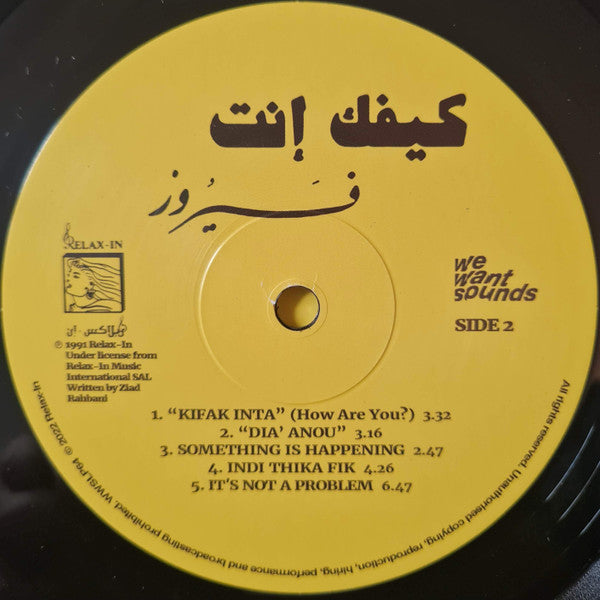 كيفك إنت
فَيرُوز
RELAX-IN
ريلاكس. إن
℗ 1991 Relax-In
Under license from
Relax-In Music
International SAL
Written by Ziad
Rahbani
we
want
sounds
SIDE 2
1. “KIFAK INTA” (How Are You?) 3.32
2. “DIA’ ANOU” 3.16
3. SOMETHING IS HAPPENING 2.47
4. INDI THIKA FIK 4.26
5. IT’S NOT A PROBLEM 6.47
All rights reserved. Unauthorised copying, reproduction, hiring, performance and broadcasting prohibited. WWSLP64 © 2022 Relax-In